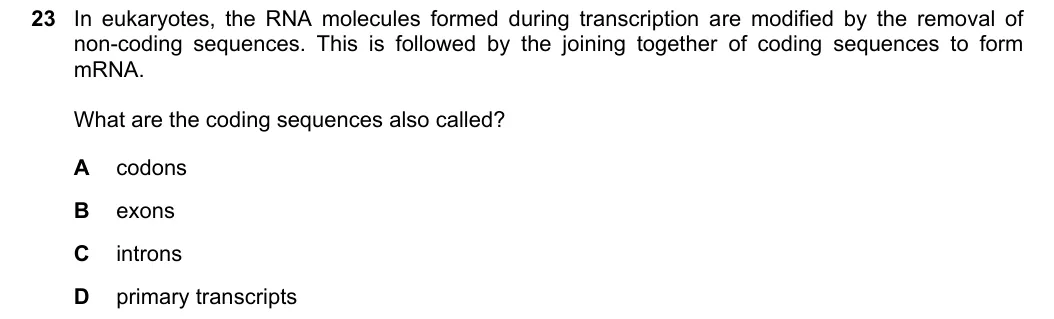 23 In eukaryotes, the RNA molecules formed during transcription are modified by the removal of
non-coding sequences. This is followed by the joining together of coding sequences to form
mRNA.
What are the coding sequences also called?
A codons
B exons
C introns
D primary transcripts